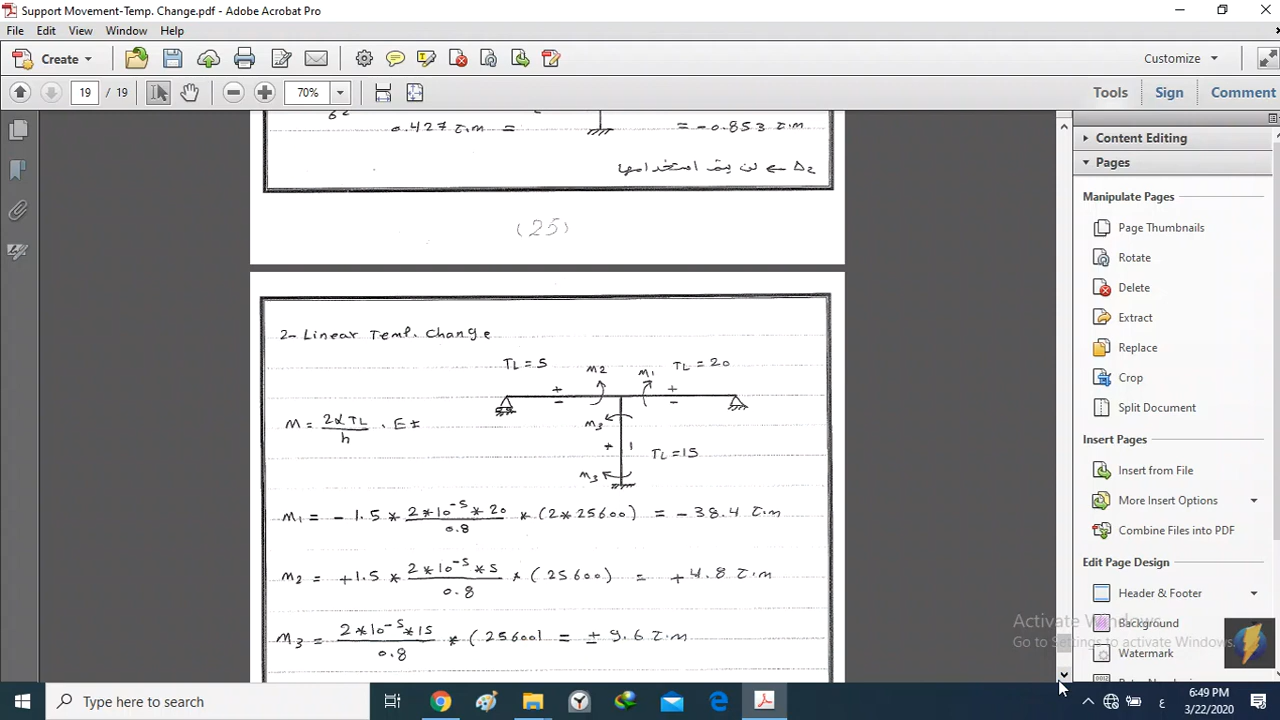 Support Movement-Temp. Change.pdf - Adobe Acrobat Pro
File Edit View Window Help
Create
Customize
19 / 19
70%
Tools Sign Comment
0.427 t.m =
= -0.853 t.m
Δ2 ← لن يتم استخدامها
(25)
2- Linear Temp. Change
TL = 5
M2
M1
TL = 20
+
+
-
-
M = 2αTL/h . EI
M3
+
TL = 15
M3
M1 = - 1.5 * 2*10^-5 * 20/0.8 * (2*25600) = - 38.4 t.m
M2 = +1.5 * 2*10^-5 * 5/0.8 * (25600) = +4.8 t.m
M3 = 2*10^-5*15/0.8 * (25600) = ± 9.6 t.m
Content Editing
Pages
Manipulate Pages
Page Thumbnails
Rotate
Delete
Extract
Replace
Crop
Split Document
Insert Pages
Insert from File
More Insert Options
Combine Files into PDF
Edit Page Design
Header & Footer
Background
Watermark
Activate Windows
Go to Settings to activate Windows.
Type here to search
ع
6:49 PM
3/22/2020